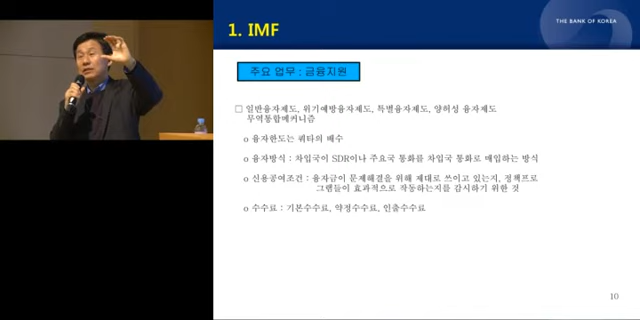 THE BANK OF KOREA
1. IMF
주요 업무 : 금융지원
□ 일반융자제도, 위기예방융자제도, 특별융자제도, 양허성 융자제도
무역통합메커니즘
o 융자한도는 쿼타의 배수
o 융자방식 : 차입국이 SDR이나 주요국 통화를 차입국 통화로 매입하는 방식
o 신용공여조건 : 융자금이 문제해결을 위해 제대로 쓰이고 있는지, 정책프로
그램들이 효과적으로 작동하는지를 감시하기 위한 것
o 수수료 : 기본수수료, 약정수수료, 인출수수료
10